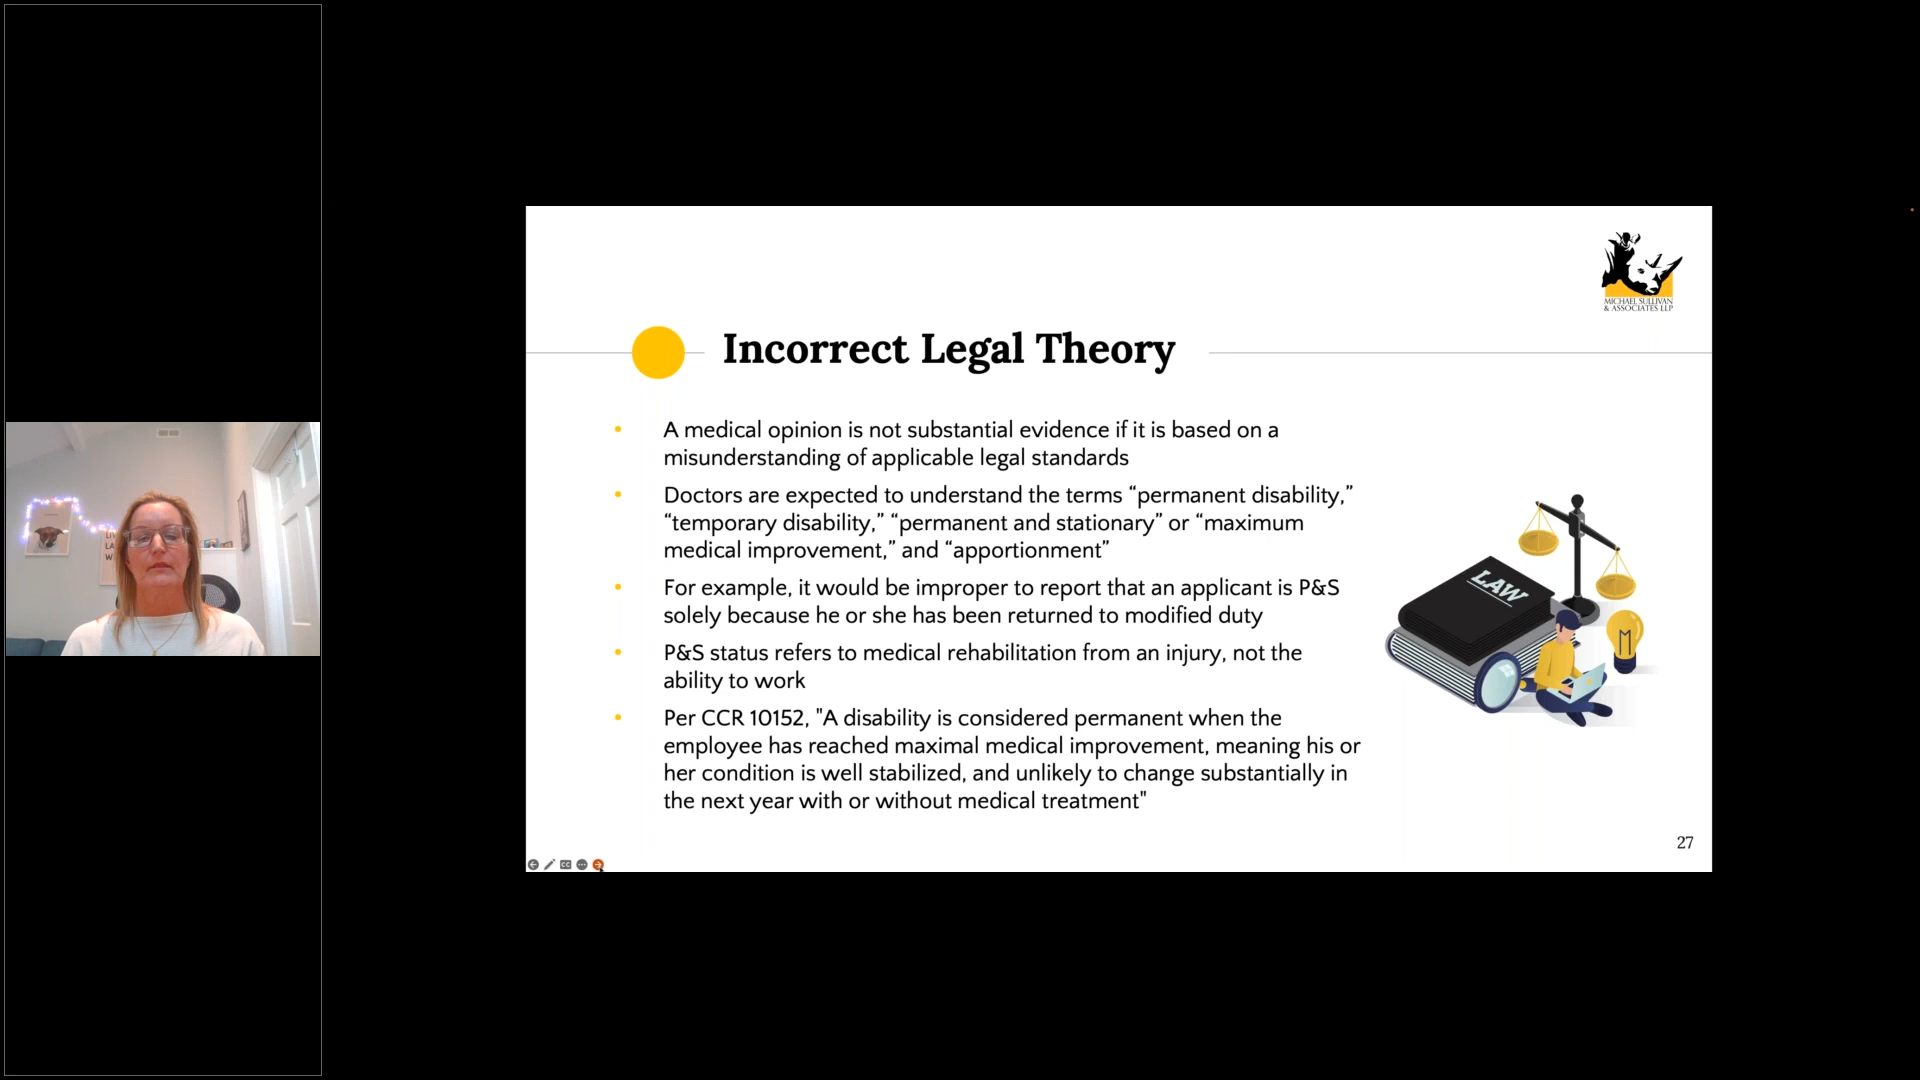 MICHAEL SULLIVAN
& ASSOCIATES LLP
Incorrect Legal Theory
• A medical opinion is not substantial evidence if it is based on a
misunderstanding of applicable legal standards
• Doctors are expected to understand the terms “permanent disability,”
“temporary disability,” “permanent and stationary” or “maximum
medical improvement,” and “apportionment”
• For example, it would be improper to report that an applicant is P&S
solely because he or she has been returned to modified duty
• P&S status refers to medical rehabilitation from an injury, not the
ability to work
• Per CCR 10152, "A disability is considered permanent when the
employee has reached maximal medical improvement, meaning his or
her condition is well stabilized, and unlikely to change substantially in
the next year with or without medical treatment"
LAW
27
CC